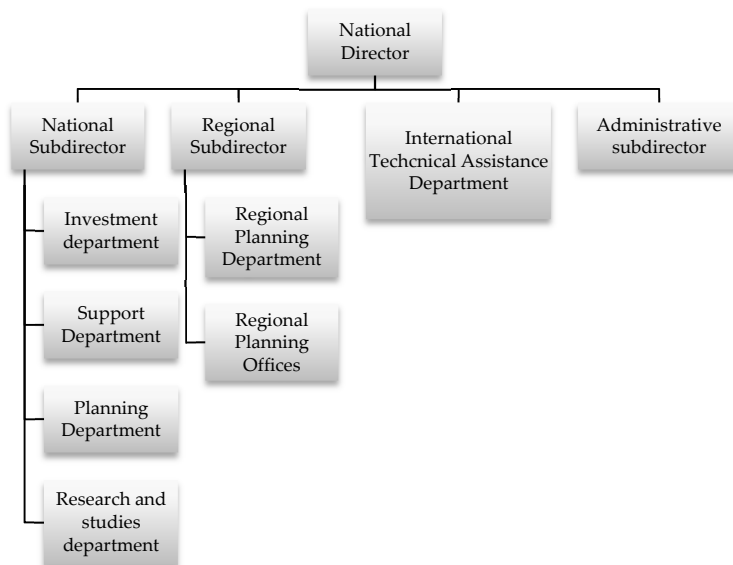 National
Director
National
Subdirector
Regional
Subdirector
International
Techcnical Assistance
Department
Administrative
subdirector
Investment
department
Support
Department
Planning
Department
Research and
studies
department
Regional
Planning
Department
Regional
Planning
Offices